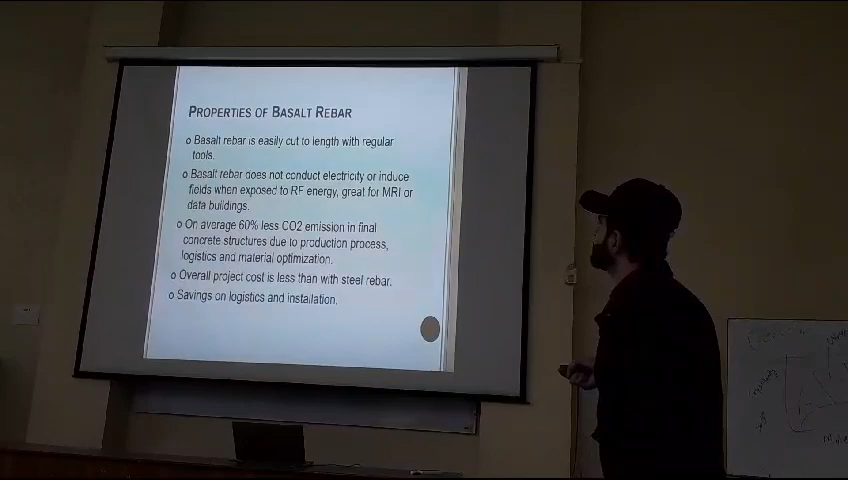 PROPERTIES OF BASALT REBAR
o Basalt rebar is easily cut to length with regular
tools.
o Basalt rebar does not conduct electricity or induce
fields when exposed to RF energy, great for MRI or
data buildings.
o On average 60% less CO2 emission in final
concrete structures due to production process,
logistics and material optimization.
o Overall project cost is less than with steel rebar.
o Savings on logistics and installation.